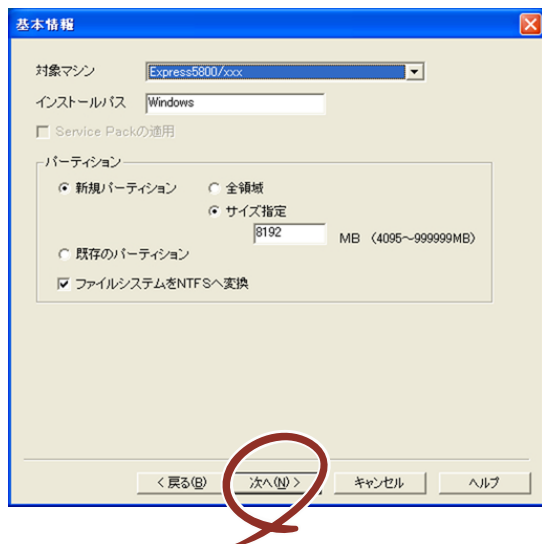 基本情報
対象マシン Express5800/xxx
インストールパス Windows
Service Packの適用
パーティション
新規パーティション 全領域
サイズ指定
8192 MB (4095~999999MB)
既存のパーティション
ファイルシステムをNTFSへ変換
< 戻る(B) 次へ(N) > キャンセル ヘルプ